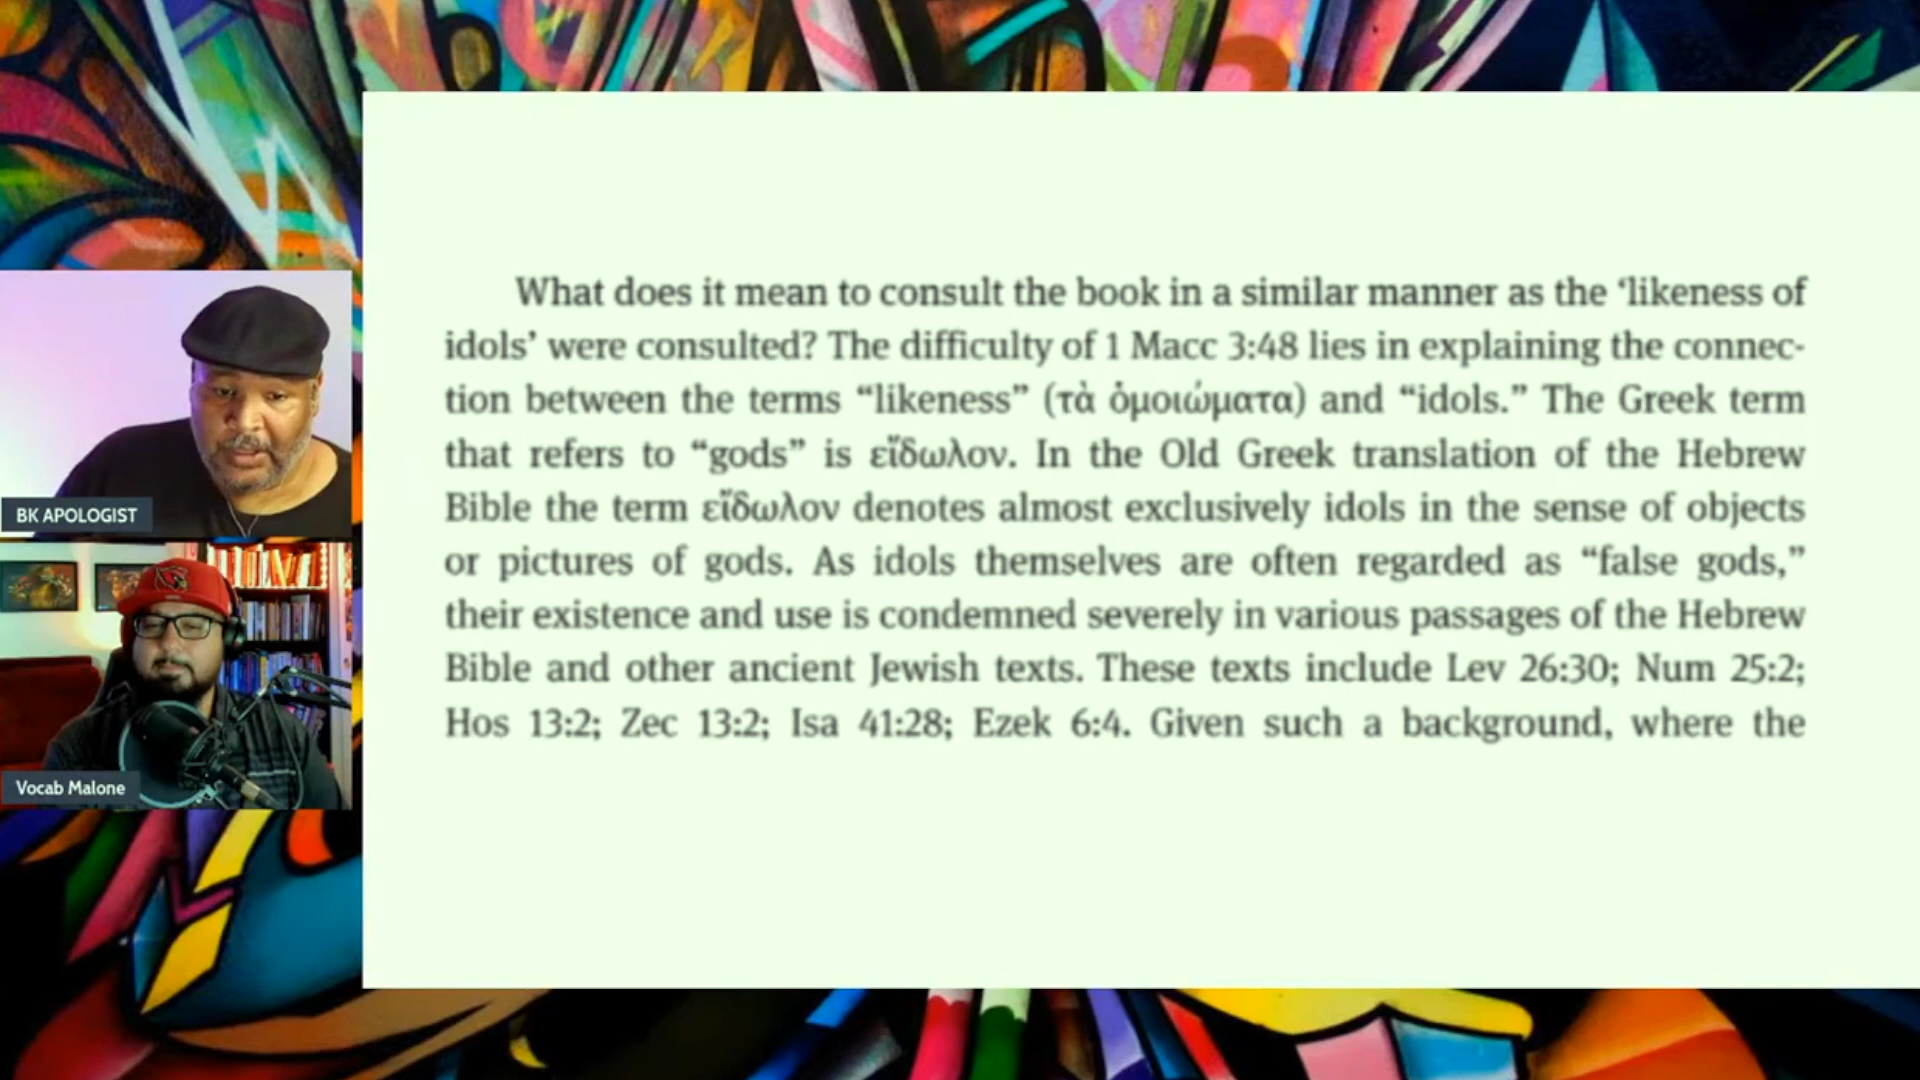 What does it mean to consult the book in a similar manner as the ‘likeness of
idols’ were consulted? The difficulty of 1 Macc 3:48 lies in explaining the connec-
tion between the terms “likeness” (τὰ ὁμοιώματα) and “idols.” The Greek term
that refers to “gods” is εἴδωλον. In the Old Greek translation of the Hebrew
Bible the term εἴδωλον denotes almost exclusively idols in the sense of objects
or pictures of gods. As idols themselves are often regarded as “false gods,”
their existence and use is condemned severely in various passages of the Hebrew
Bible and other ancient Jewish texts. These texts include Lev 26:30; Num 25:2;
Hos 13:2; Zec 13:2; Isa 41:28; Ezek 6:4. Given such a background, where the
BK APOLOGIST
Vocab Malone